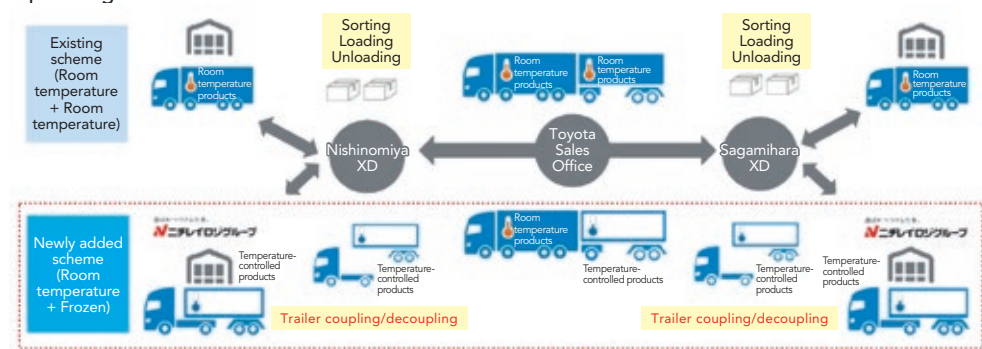 Existing
scheme
(Room
temperature
+ Room
temperature)
Room
temperature
products
Sorting
Loading
Unloading
Room
temperature
products
Room
temperature
products
Sorting
Loading
Unloading
Room
temperature
products
Nishinomiya
XD
Toyota
Sales
Office
Sagamihara
XD
Newly added
scheme
(Room
temperature
+ Frozen)
ニチレイロジグループ
Temperature-
controlled
products
Temperature-
controlled
products
Room
temperature
products
Temperature-
controlled products
Temperature-
controlled
products
Temperature-
controlled
products
ニチレイロジグループ
Trailer coupling/decoupling
Trailer coupling/decoupling